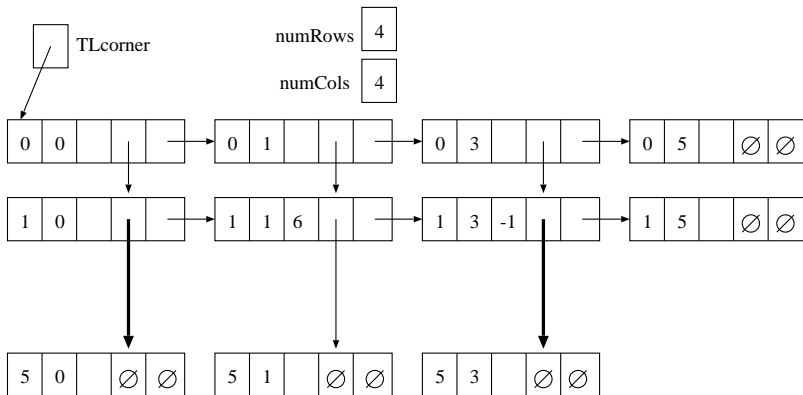 numRows 4
TLcorner
numCols 4
0 0 0 1 0 3 0 5 ∅ ∅
1 0 1 1 6 1 3 -1 1 5 ∅ ∅
5 0 ∅ ∅ 5 1 ∅ ∅ 5 3 ∅ ∅